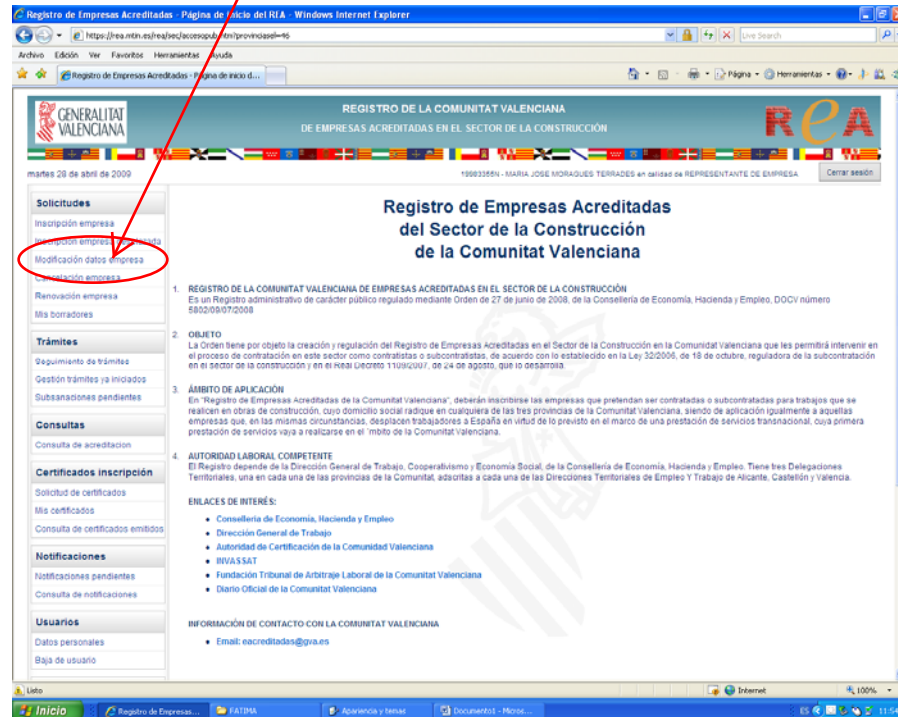 Registro de Empresas Acreditadas - Página de Inicio del REA - Windows Internet Explorer
Live Search
Archivo Edición Ver Favoritos Herramientas Ayuda
Registro de Empresas Acreditadas - Página de inicio d...
Página Herramientas
GENERALITAT
VALENCIANA
REGISTRO DE LA COMUNITAT VALENCIANA
DE EMPRESAS ACREDITADAS EN EL SECTOR DE LA CONSTRUCCIÓN
ReA
martes 28 de abril de 2009
MARIA JOSE MORAGUES TERRADES en calidad de REPRESENTANTE DE EMPRESA
Cerrar sesión
Solicitudes
Inscripción empresa
Inscripción empresa
Modificación datos empresa
Cancelación empresa
Renovación empresa
Mis borradores
Trámites
Seguimiento de trámites
Gestión trámites ya iniciados
Subsanaciones pendientes
Consultas
Consulta de acreditacion
Certificados inscripción
Solicitud de certificados
Mis certificados
Consulta de certificados emitidos
Notificaciones
Notificaciones pendientes
Consulta de notificaciones
Usuarios
Datos personales
Baja de usuario
Registro de Empresas Acreditadas
del Sector de la Construcción
de la Comunitat Valenciana
1. REGISTRO DE LA COMUNITAT VALENCIANA DE EMPRESAS ACREDITADAS EN EL SECTOR DE LA CONSTRUCCIÓN
Es un Registro administrativo de carácter público regulado mediante Orden de 27 de junio de 2008, de la Consellería de Economía, Hacienda y Empleo, DOCV número
5802/09/07/2008
2. OBJETO
La Orden tiene por objeto la creación y regulación del Registro de Empresas Acreditadas en el Sector de la Construcción en la Comunidad Valenciana que les permitirá intervenir en
el proceso de contratación en este sector como contratistas o subcontratistas, de acuerdo con lo establecido en la Ley 32/2006, de 18 de octubre, reguladora de la subcontratación
en el sector de la construcción y en el Real Decreto 1109/2007, de 24 de agosto, que lo desarrolla.
3. ÁMBITO DE APLICACIÓN
En "Registro de Empresas Acreditadas de la Comunitat Valenciana", deberán inscribirse las empresas que pretendan ser contratadas o subcontratadas para trabajos que se
realicen en obras de construcción, cuyo domicilio social radique en cualquiera de las tres provincias de la Comunitat Valenciana, siendo de aplicación igualmente a aquellas
empresas que, en las mismas circunstancias, desplacen trabajadores a España en virtud de lo previsto en el marco de una prestación de servicios transnacional, cuya primera
prestación de servicios vaya a realizarse en el ´mbito de la Comunitat Valenciana.
4. AUTORIDAD LABORAL COMPETENTE
El Registro depende de la Dirección General de Trabajo, Cooperativismo y Economía Social, de la Consellería de Economía, Hacienda y Empleo. Tiene tres Delegaciones
Territoriales, una en cada una de las provincias de la Comunitat, adscritas a cada una de las Direcciones Territoriales de Empleo Y Trabajo de Alicante, Castellón y Valencia.
ENLACES DE INTERÉS:
Conselleria de Economía, Hacienda y Empleo
Dirección General de Trabajo
Autoridad de Certificación de la Comunidad Valenciana
INVASSAT
Fundación Tribunal de Arbitraje Laboral de la Comunitat Valenciana
Diario Oficial de la Comunitat Valenciana
INFORMACIÓN DE CONTACTO CON LA COMUNITAT VALENCIANA
Email: eacreditadas@gva.es
Listo
Internet
100%
Inicio
Registro de Empresas...
FATIMA
Apariencia y temas
Documento1 - Micros...
ES
11:54